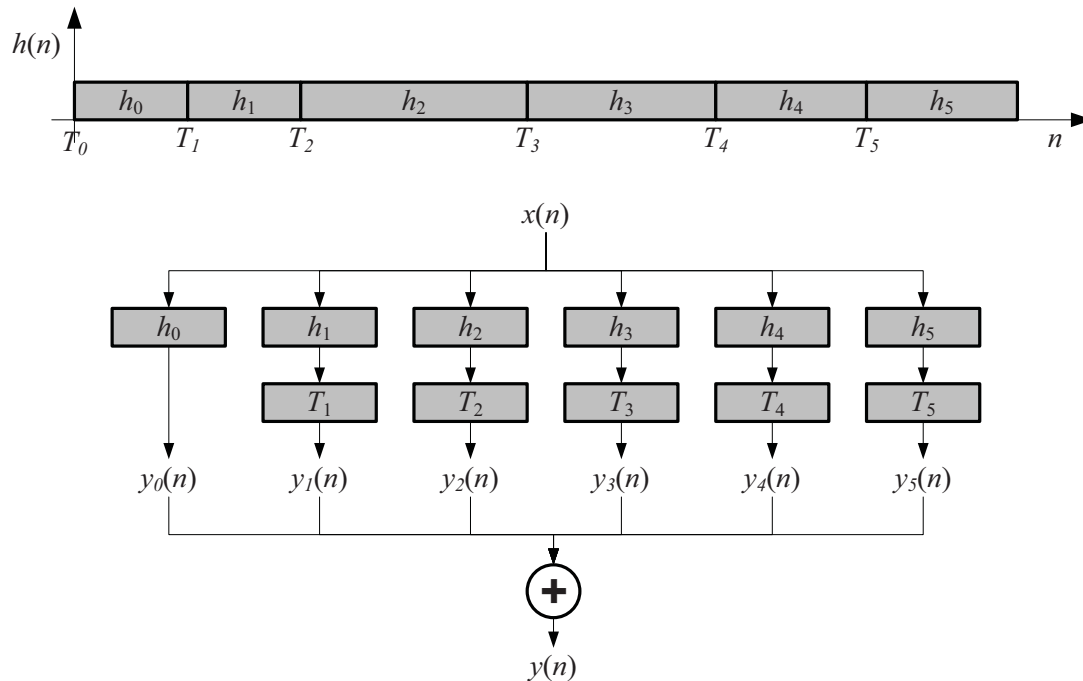 h(n)
h0 h1 h2 h3 h4 h5
T0 T1 T2 T3 T4 T5 n
x(n)
h0 h1 h2 h3 h4 h5
T1 T2 T3 T4 T5
y0(n) y1(n) y2(n) y3(n) y4(n) y5(n)
+
y(n)